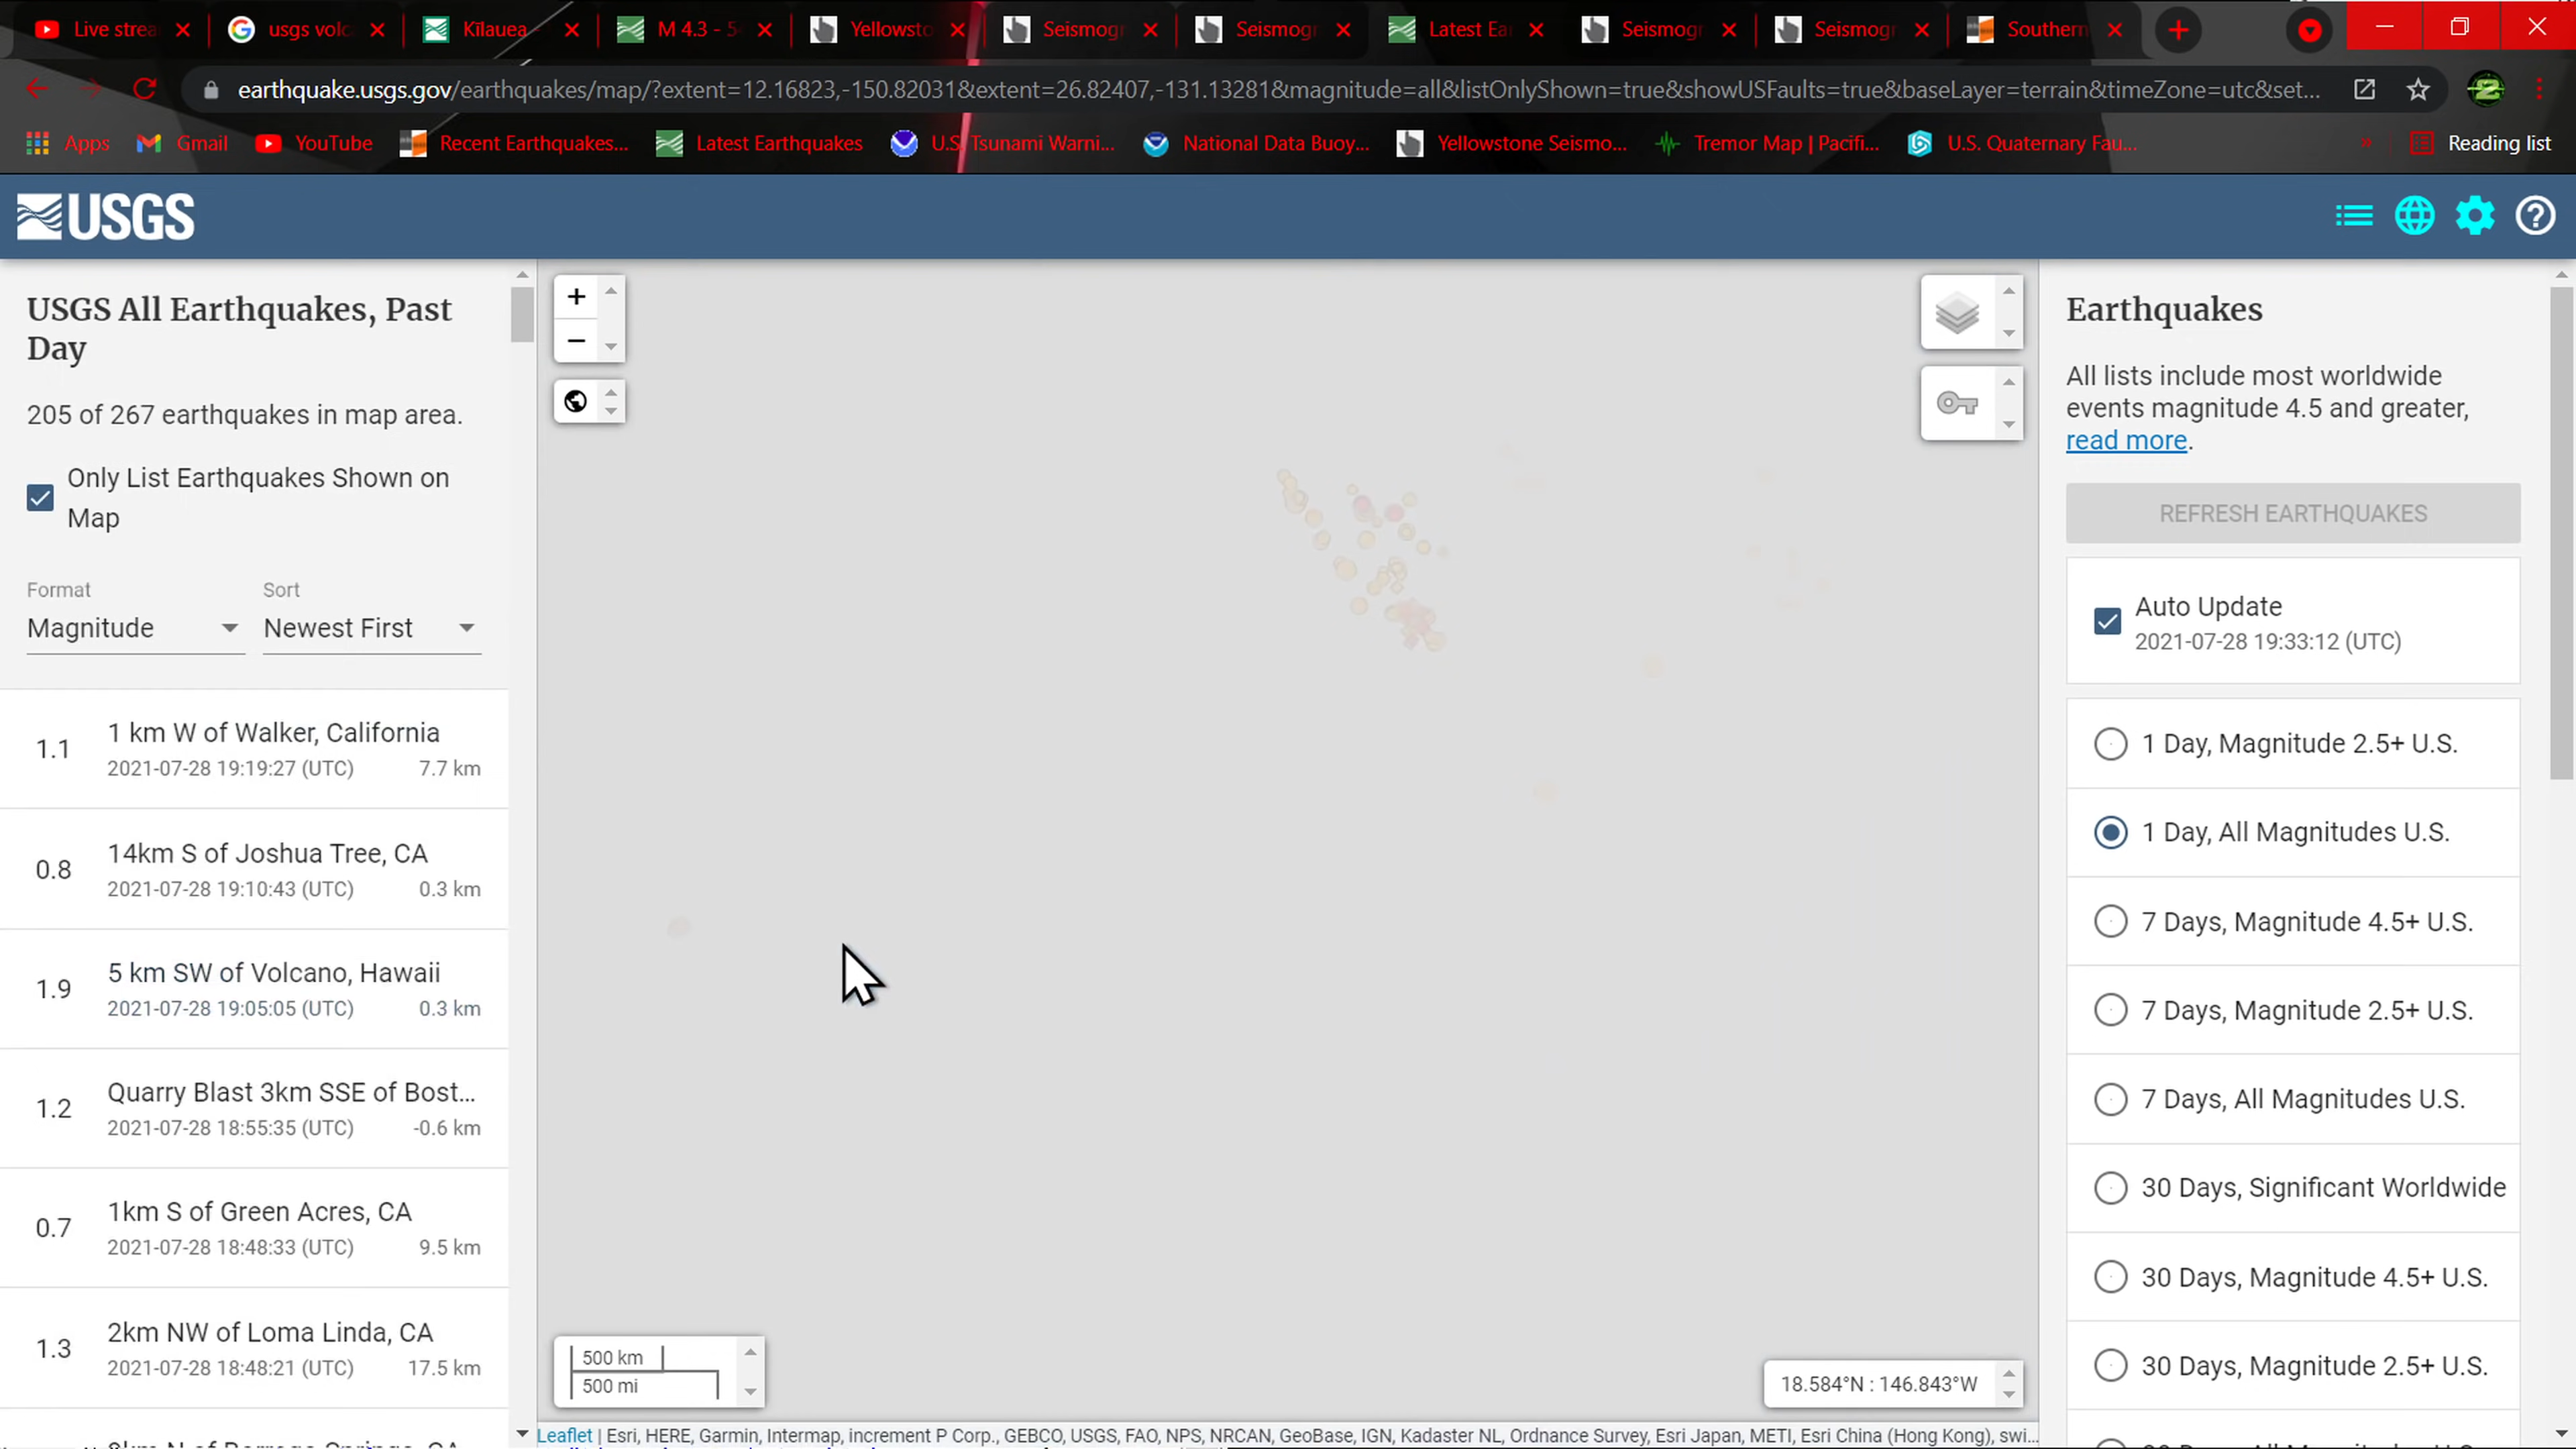 Live strea
usgs volc
Kīlauea
M 4.3 - 5
Yellowsto
Seismogr
Seismogr
Latest Ea
Seismogr
Seismogr
Southern
earthquake.usgs.gov/earthquakes/map/?extent=12.16823,-150.82031&extent=26.82407,-131.13281&magnitude=all&listOnlyShown=true&showUSFaults=true&baseLayer=terrain&timeZone=utc&set...
Apps
Gmail
YouTube
Recent Earthquakes...
Latest Earthquakes
U.S. Tsunami Warni...
National Data Buoy...
Yellowstone Seismo...
Tremor Map | Pacifi...
U.S. Quaternary Fau...
»
Reading list
USGS
USGS All Earthquakes, Past
Day
205 of 267 earthquakes in map area.
Only List Earthquakes Shown on
Map
Format
Sort
Magnitude
Newest First
1.1
1 km W of Walker, California
2021-07-28 19:19:27 (UTC)
7.7 km
0.8
14km S of Joshua Tree, CA
2021-07-28 19:10:43 (UTC)
0.3 km
1.9
5 km SW of Volcano, Hawaii
2021-07-28 19:05:05 (UTC)
0.3 km
1.2
Quarry Blast 3km SSE of Bost...
2021-07-28 18:55:35 (UTC)
-0.6 km
0.7
1km S of Green Acres, CA
2021-07-28 18:48:33 (UTC)
9.5 km
1.3
2km NW of Loma Linda, CA
2021-07-28 18:48:21 (UTC)
17.5 km
+
−
500 km
500 mi
18.584°N : 146.843°W
Leaflet | Esri, HERE, Garmin, Intermap, increment P Corp., GEBCO, USGS, FAO, NPS, NRCAN, GeoBase, IGN, Kadaster NL, Ordnance Survey, Esri Japan, METI, Esri China (Hong Kong), swi...
Earthquakes
All lists include most worldwide
events magnitude 4.5 and greater,
read more.
REFRESH EARTHQUAKES
Auto Update
2021-07-28 19:33:12 (UTC)
1 Day, Magnitude 2.5+ U.S.
1 Day, All Magnitudes U.S.
7 Days, Magnitude 4.5+ U.S.
7 Days, Magnitude 2.5+ U.S.
7 Days, All Magnitudes U.S.
30 Days, Significant Worldwide
30 Days, Magnitude 4.5+ U.S.
30 Days, Magnitude 2.5+ U.S.